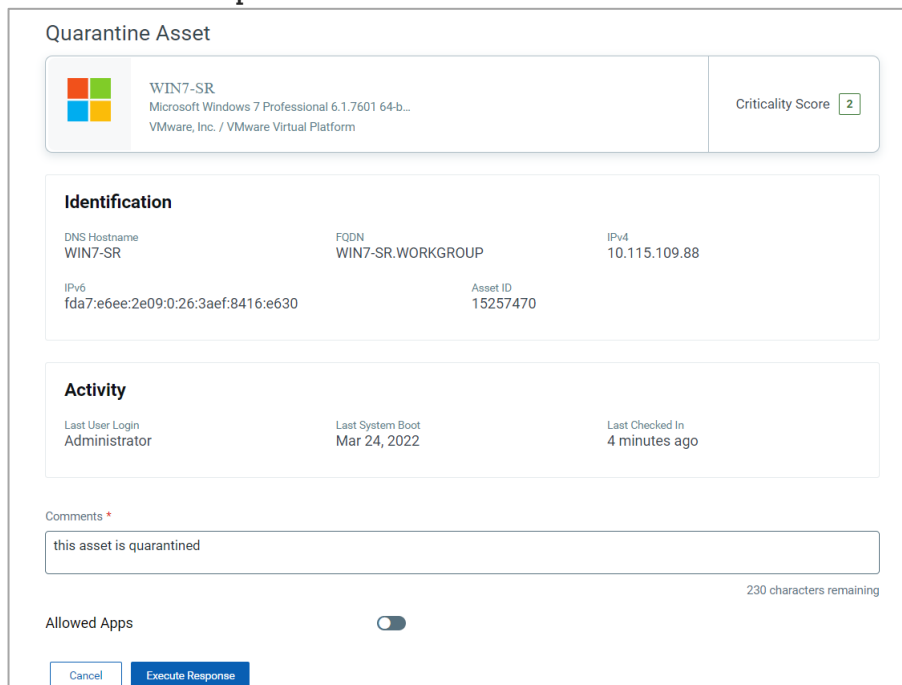 Quarantine Asset
WIN7-SR
Microsoft Windows 7 Professional 6.1.7601 64-b...
VMware, Inc. / VMware Virtual Platform
Criticality Score 2
Identification
DNS Hostname FQDN IPv4
WIN7-SR WIN7-SR.WORKGROUP 10.115.109.88
IPv6 Asset ID
fda7:e6ee:2e09:0:26:3aef:8416:e630 15257470
Activity
Last User Login Last System Boot Last Checked In
Administrator Mar 24, 2022 4 minutes ago
Comments *
this asset is quarantined
230 characters remaining
Allowed Apps
Cancel Execute Response